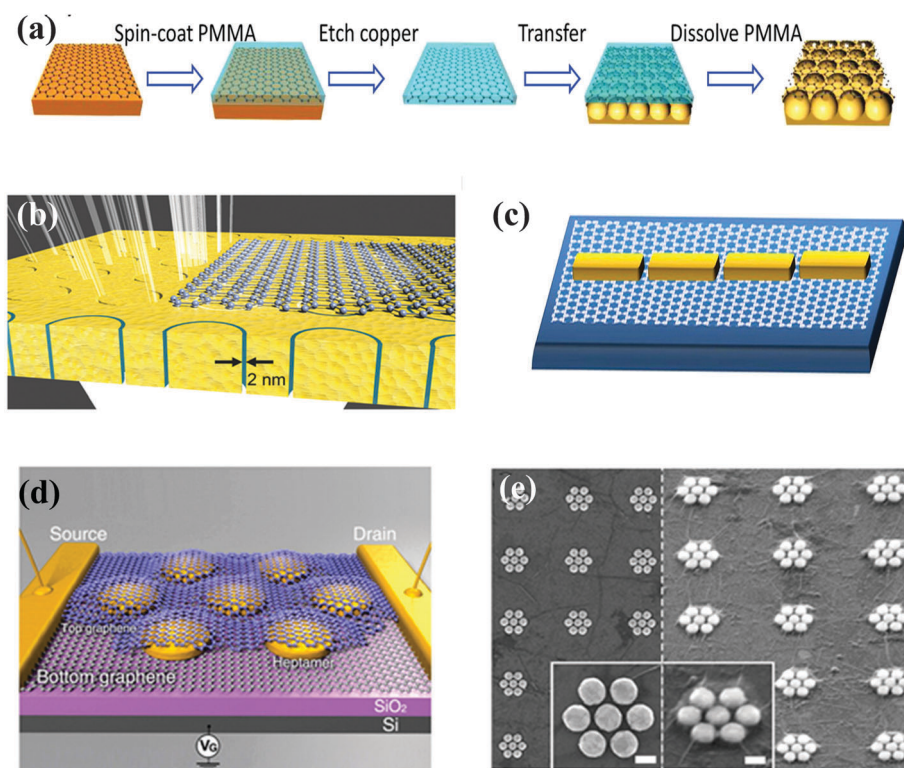 (a) Spin-coat PMMA Etch copper Transfer Dissolve PMMA
(b)
2 nm
(c)
(d)
Source Drain
Top graphene
Heptamer
Bottom graphene
SiO₂
Si
V_G
(e)